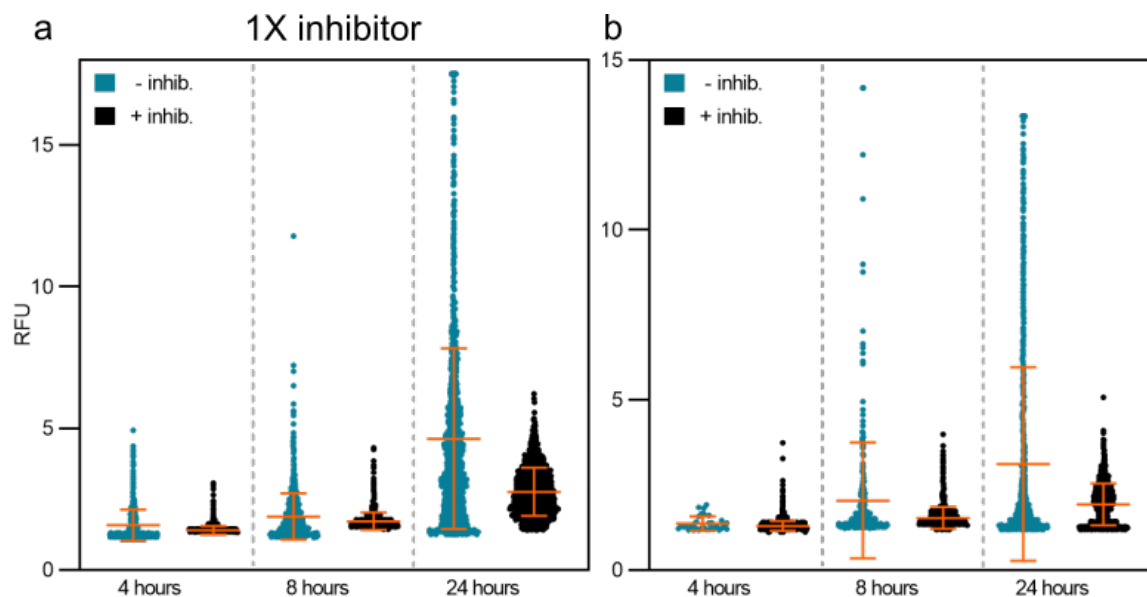 a
1X inhibitor
b
- inhib.
+ inhib.
15
10
5
0
RFU
4 hours
8 hours
24 hours
- inhib.
+ inhib.
15
10
5
0
4 hours
8 hours
24 hours